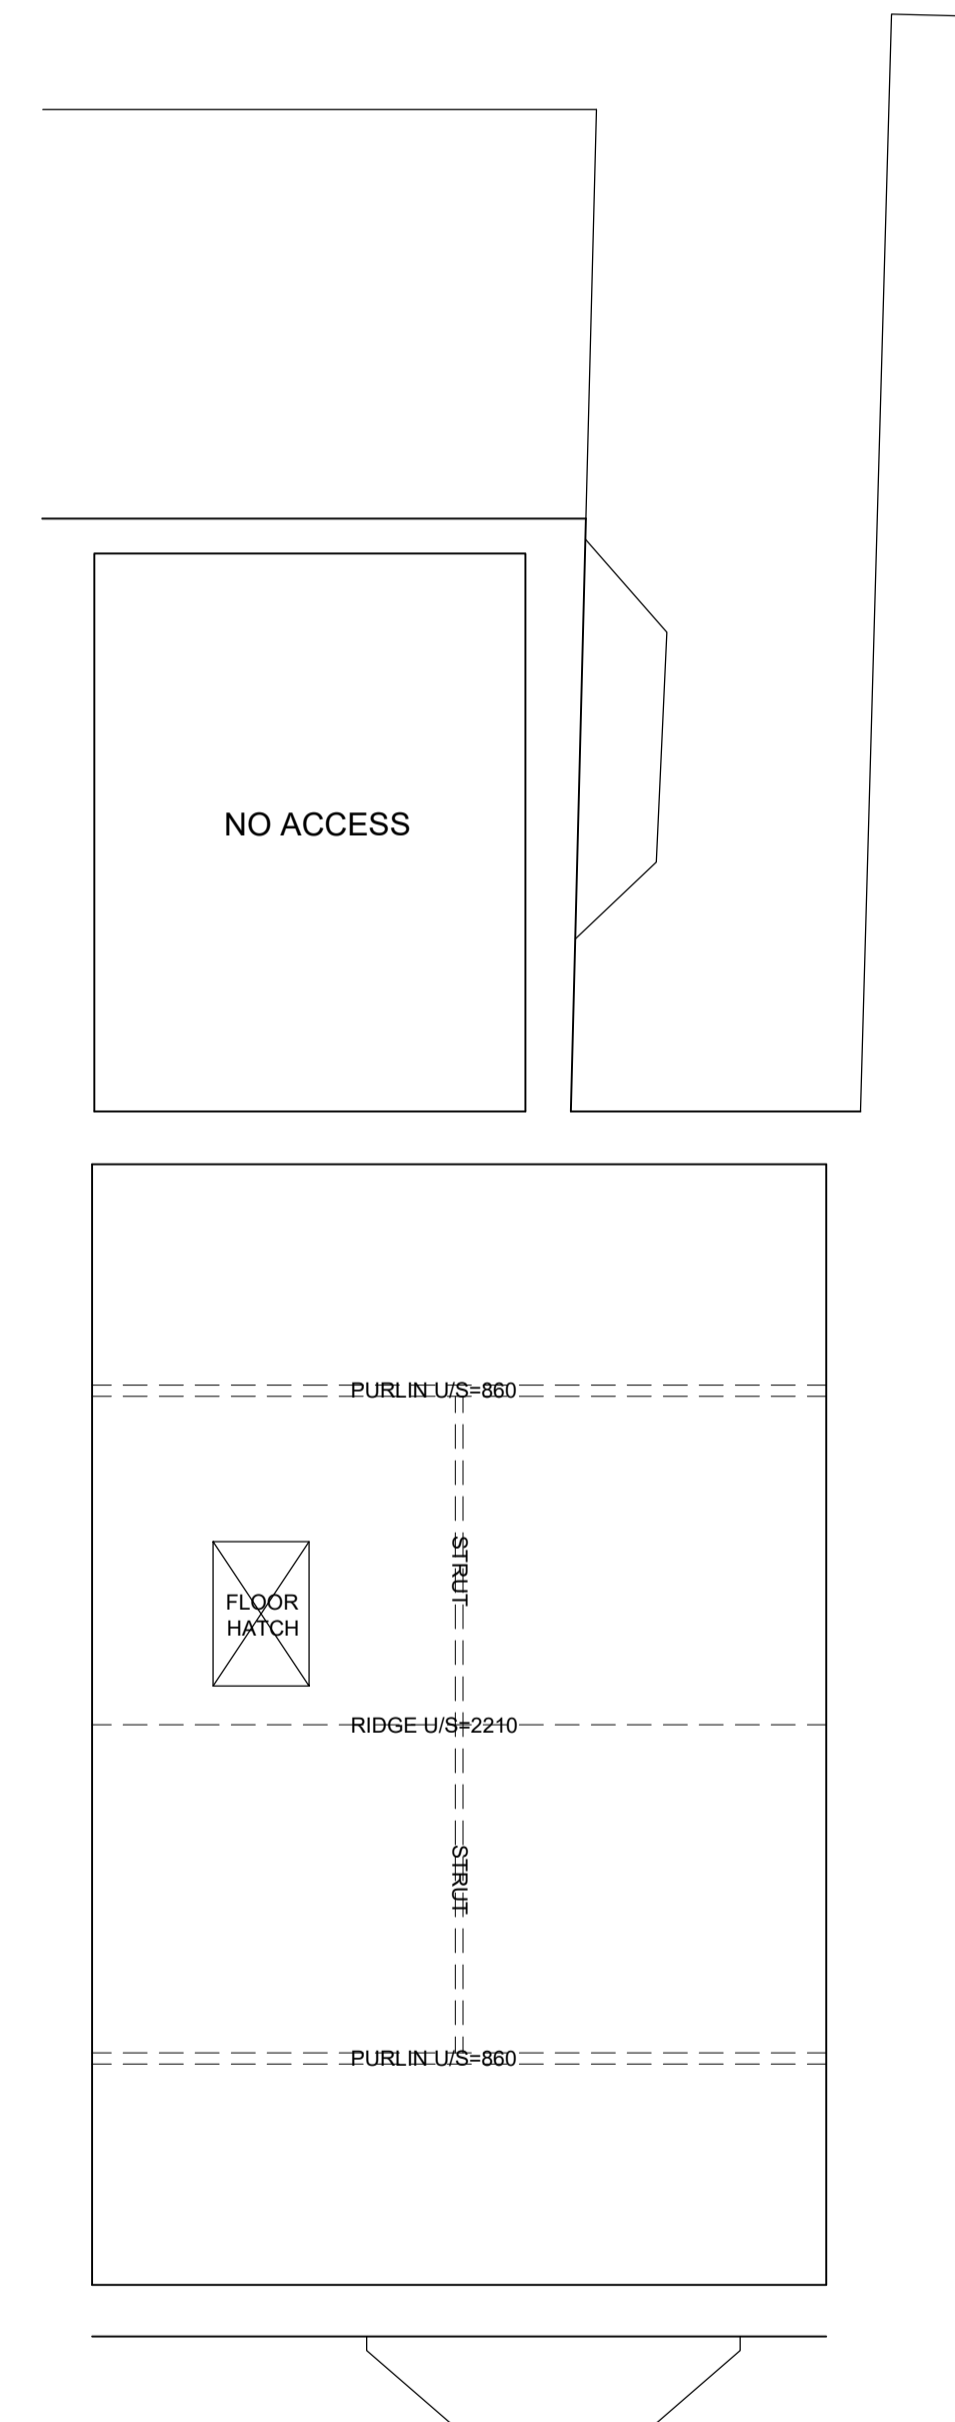 NO ACCESS
PURLIN U/S=860
STRUT
FLOOR
HATCH
RIDGE U/S=2210
STRUT
PURLIN U/S=860